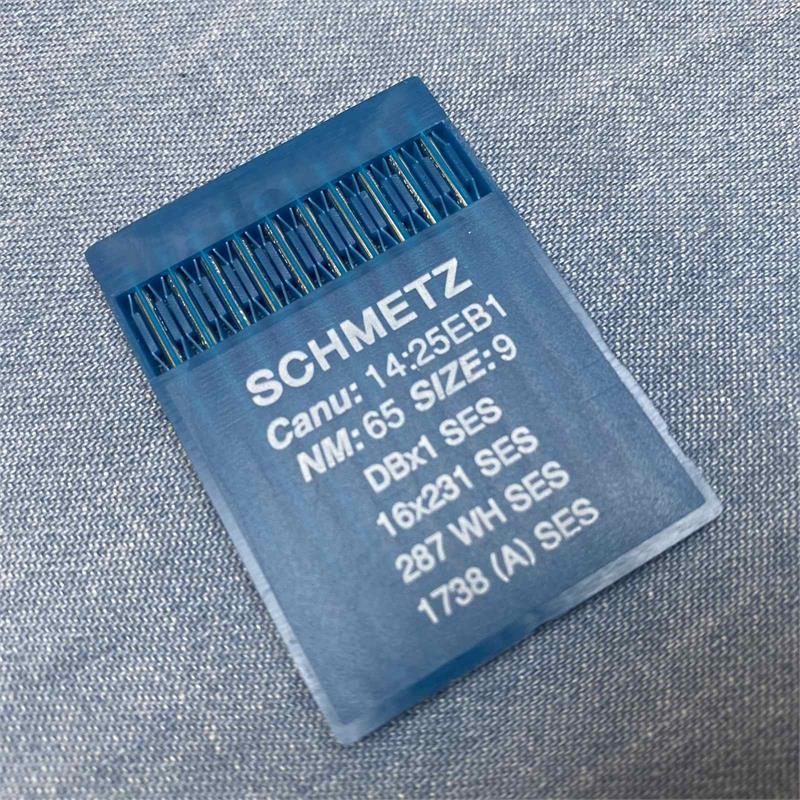 SCHMETZ
Canu: 14:25EB1
NM: 65 SIZE: 9
DBx1 SES
16x231 SES
287 WH SES
1738 (A) SES